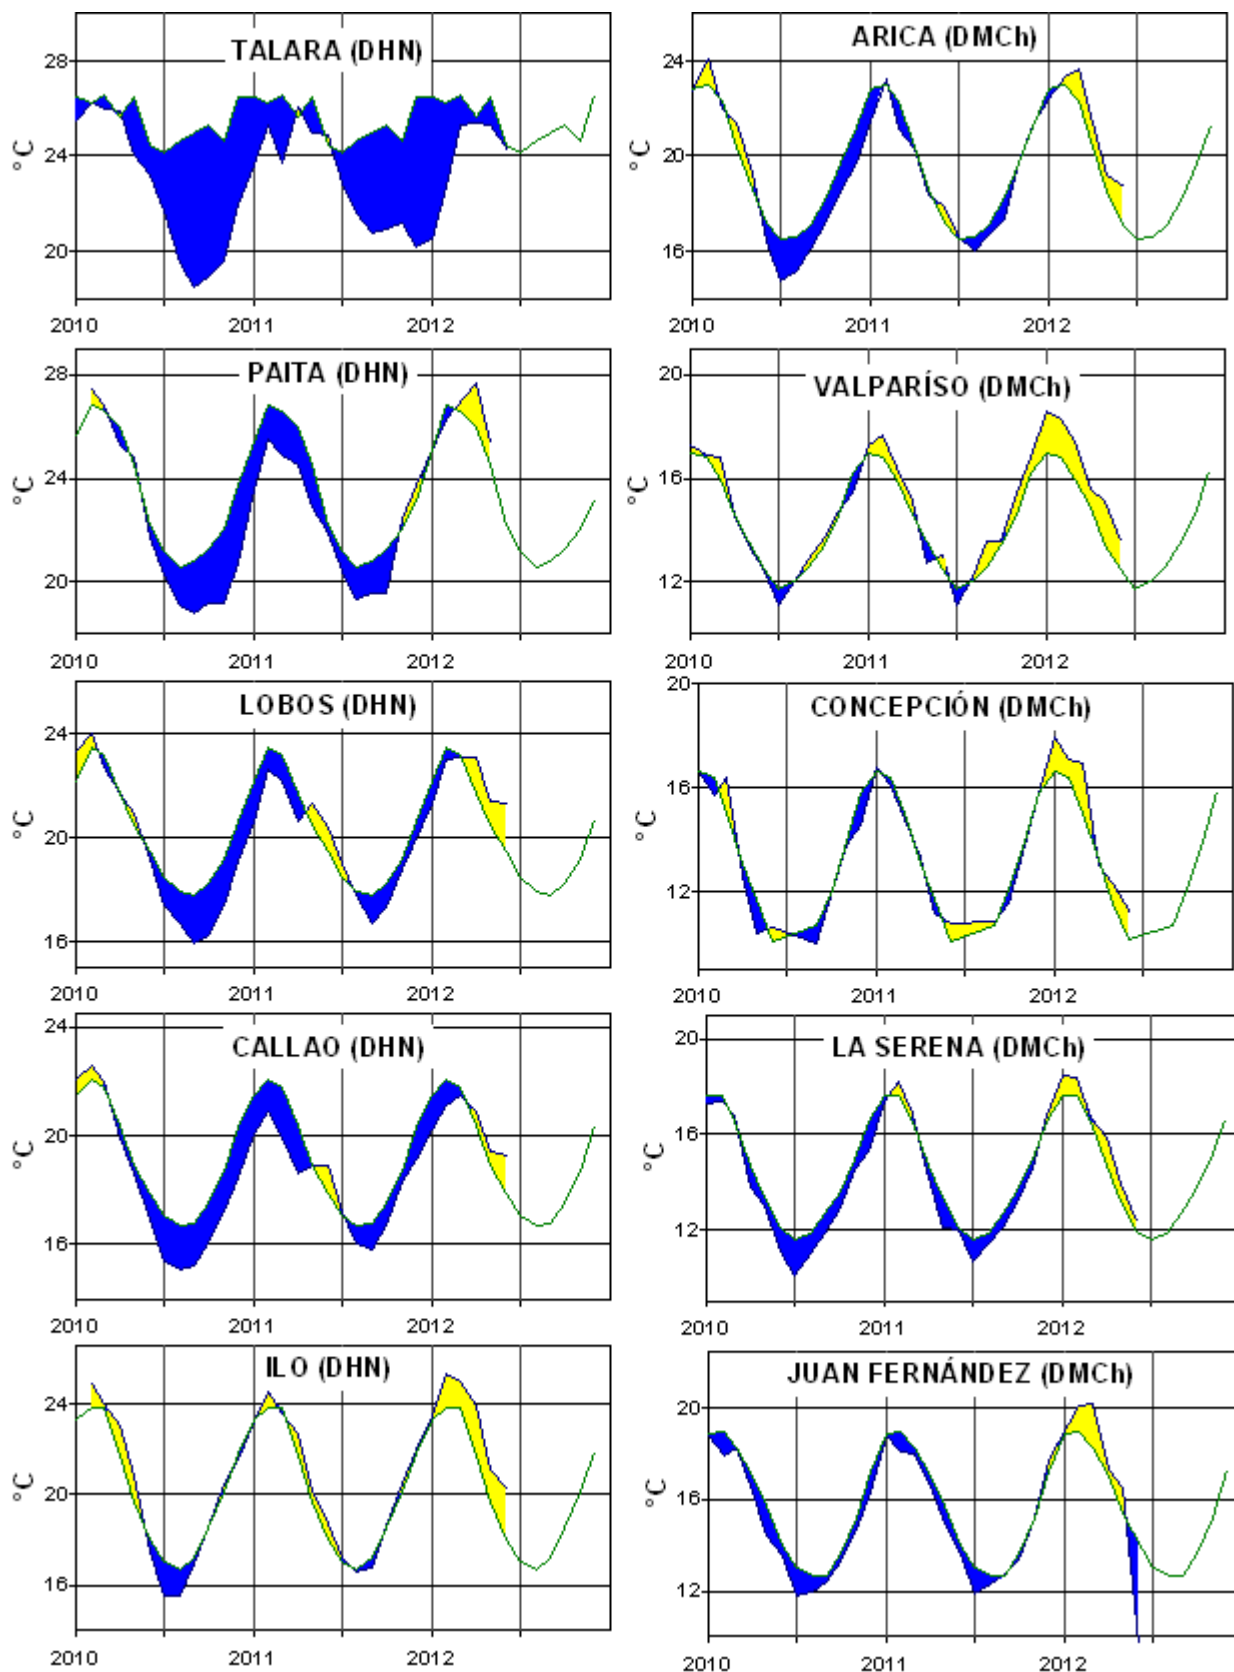 TALARA (DHN)
°C
28
24
20
2010 2011 2012
ARICA (DMCh)
°C
24
20
16
2010 2011 2012
PAITA (DHN)
°C
28
24
20
2010 2011 2012
VALPARÍSO (DMCh)
°C
20
16
12
2010 2011 2012
LOBOS (DHN)
°C
24
20
16
2010 2011 2012
CONCEPCIÓN (DMCh)
°C
20
16
12
2010 2011 2012
CALLAO (DHN)
°C
24
20
16
2010 2011 2012
LA SERENA (DMCh)
°C
20
16
12
2010 2011 2012
ILO (DHN)
°C
24
20
16
2010 2011 2012
JUAN FERNÁNDEZ (DMCh)
°C
20
16
12
2010 2011 2012